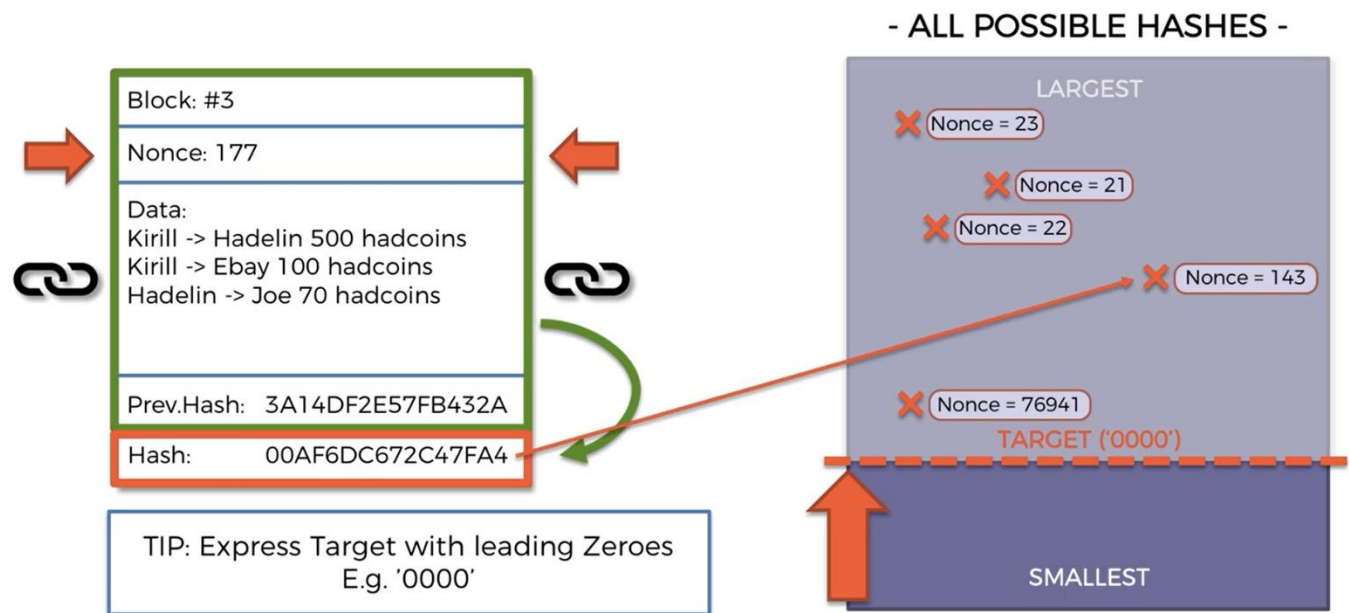 - ALL POSSIBLE HASHES -
Block: #3
Nonce: 177
Data:
Kirill -> Hadelin 500 hadcoins
Kirill -> Ebay 100 hadcoins
Hadelin -> Joe 70 hadcoins
Prev.Hash: 3A14DF2E57FB432A
Hash: 00AF6DC672C47FA4
TIP: Express Target with leading Zeroes
E.g. '0000'
LARGEST
Nonce = 23
Nonce = 21
Nonce = 22
Nonce = 143
Nonce = 76941
TARGET ('0000')
SMALLEST